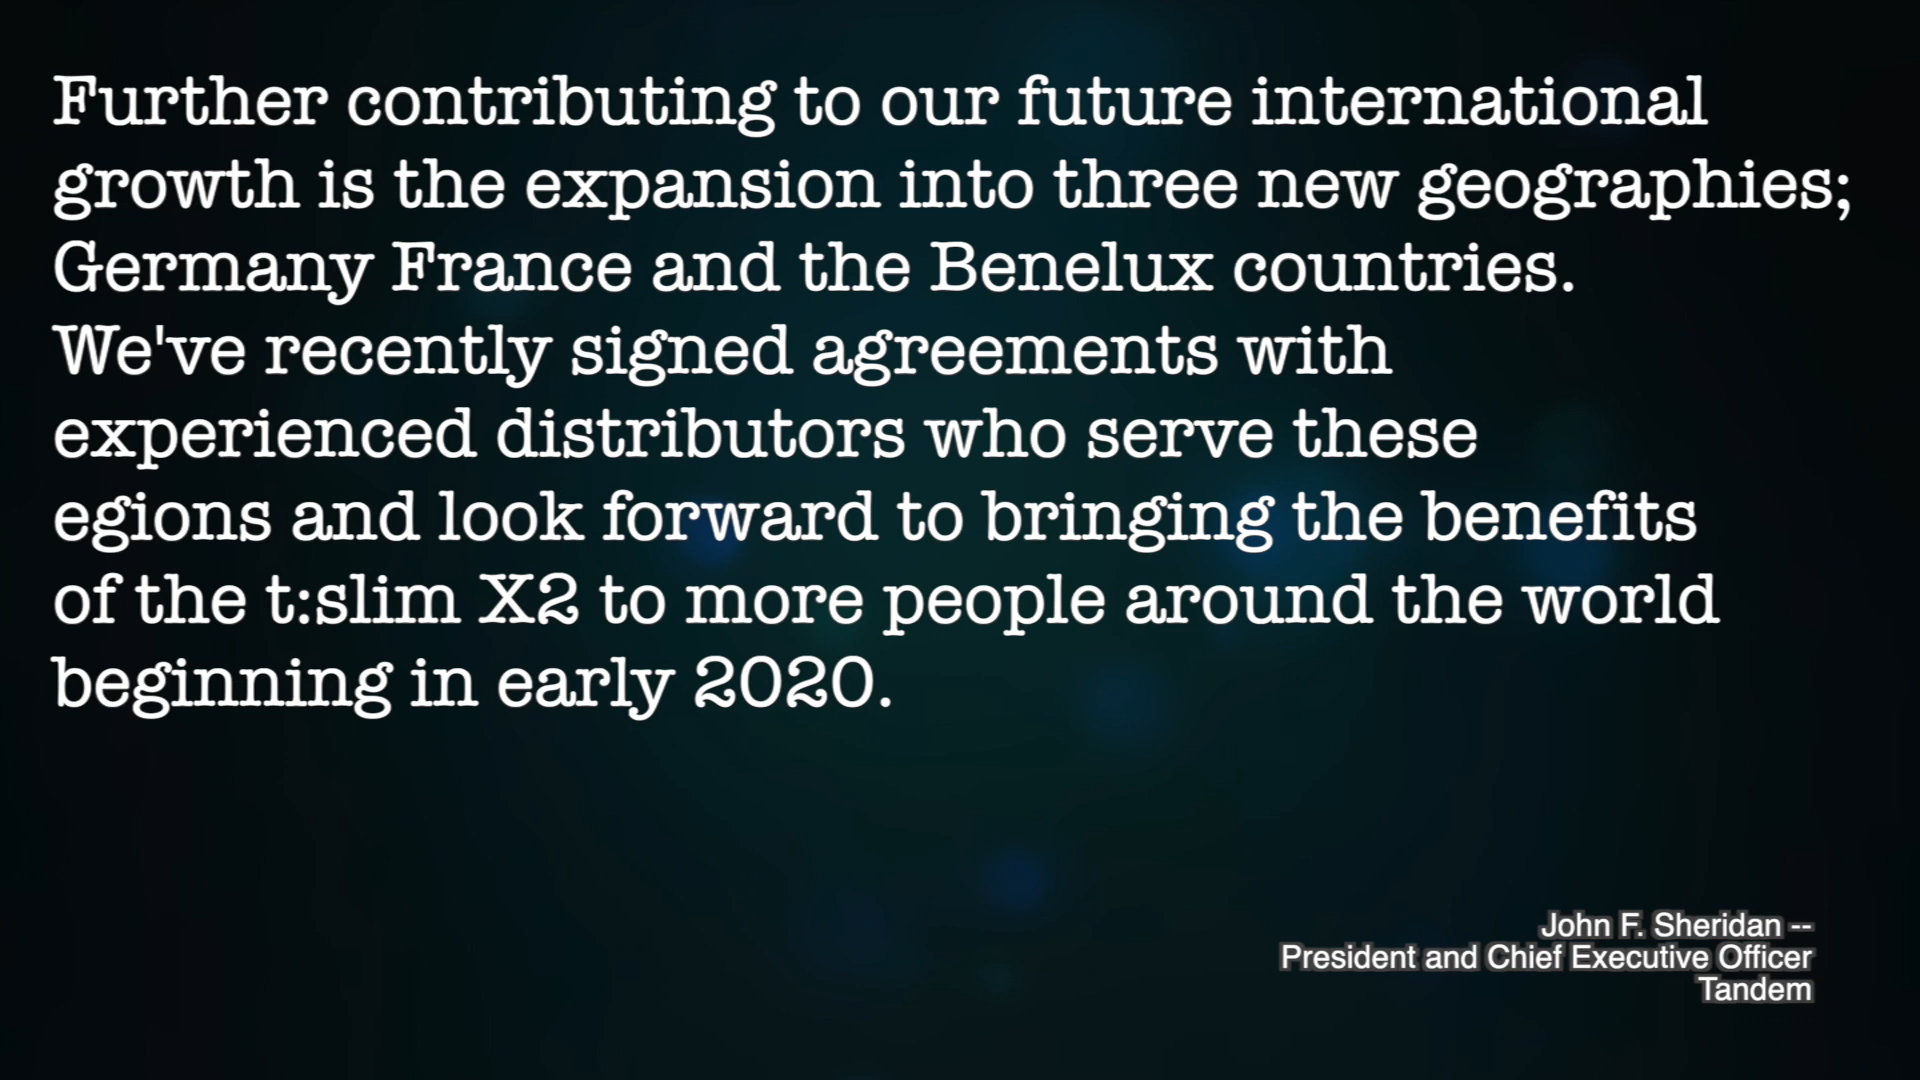 Further contributing to our future international
growth is the expansion into three new geographies;
Germany France and the Benelux countries.
We've recently signed agreements with
experienced distributors who serve these
egions and look forward to bringing the benefits
of the t:slim X2 to more people around the world
beginning in early 2020.
John F. Sheridan --
President and Chief Executive Officer
Tandem